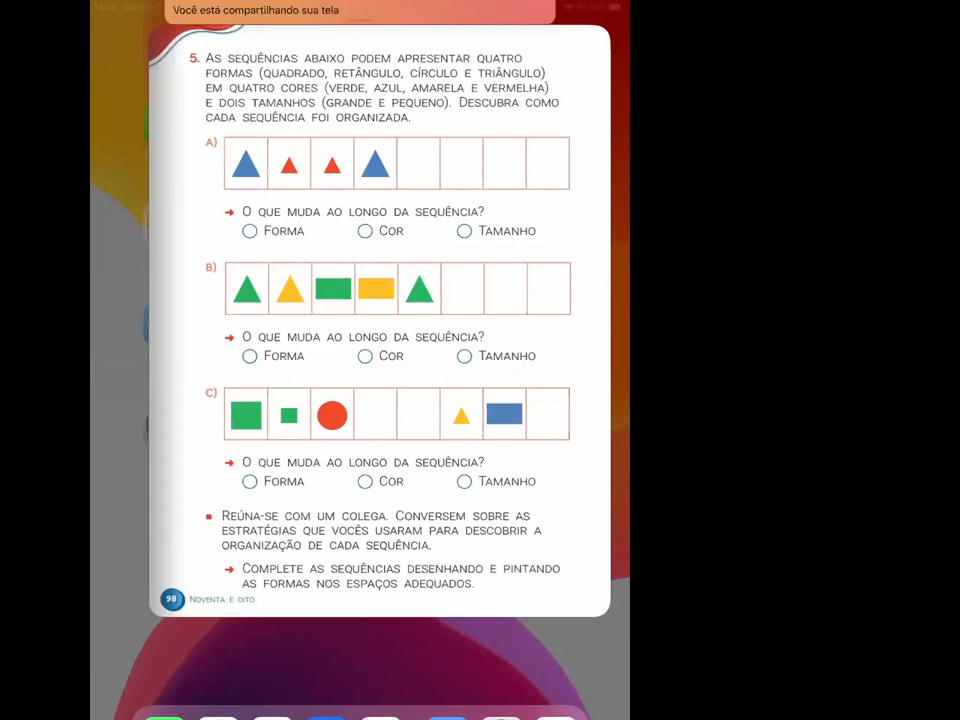 Você está compartilhando sua tela
5. AS SEQUÊNCIAS ABAIXO PODEM APRESENTAR QUATRO
FORMAS (QUADRADO, RETÂNGULO, CÍRCULO E TRIÂNGULO)
EM QUATRO CORES (VERDE, AZUL, AMARELA E VERMELHA)
E DOIS TAMANHOS (GRANDE E PEQUENO). DESCUBRA COMO
CADA SEQUÊNCIA FOI ORGANIZADA.
A)
→ O QUE MUDA AO LONGO DA SEQUÊNCIA?
FORMA COR TAMANHO
B)
→ O QUE MUDA AO LONGO DA SEQUÊNCIA?
FORMA COR TAMANHO
C)
→ O QUE MUDA AO LONGO DA SEQUÊNCIA?
FORMA COR TAMANHO
■ REÚNA-SE COM UM COLEGA. CONVERSEM SOBRE AS
ESTRATÉGIAS QUE VOCÊS USARAM PARA DESCOBRIR A
ORGANIZAÇÃO DE CADA SEQUÊNCIA.
→ COMPLETE AS SEQUÊNCIAS DESENHANDO E PINTANDO
AS FORMAS NOS ESPAÇOS ADEQUADOS.
98 NOVENTA E OITO